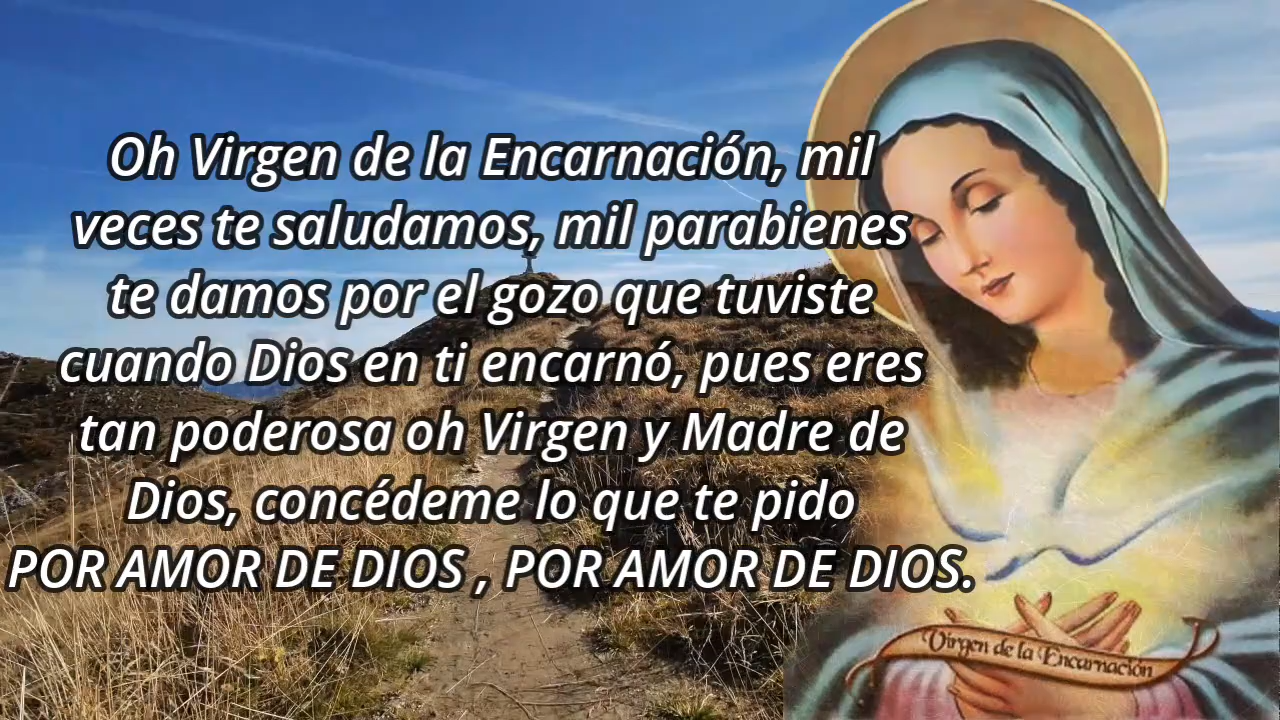 Oh Virgen de la Encarnación, mil
veces te saludamos, mil parabienes
te damos por el gozo que tuviste
cuando Dios en ti encarnó, pues eres
tan poderosa oh Virgen y Madre de
Dios, concédeme lo que te pido
POR AMOR DE DIOS , POR AMOR DE DIOS.
Virgen de la Encarnación